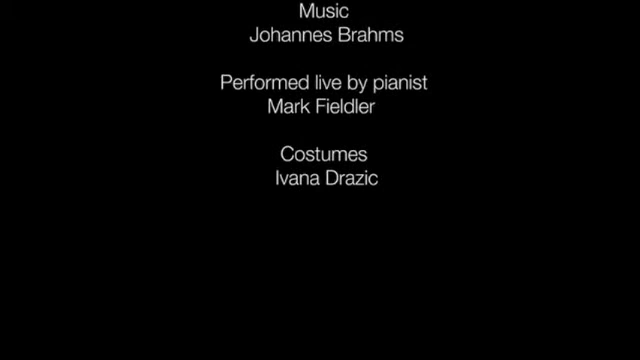 Music
Johannes Brahms
Performed live by pianist
Mark Fieldler
Costumes
Ivana Drazic